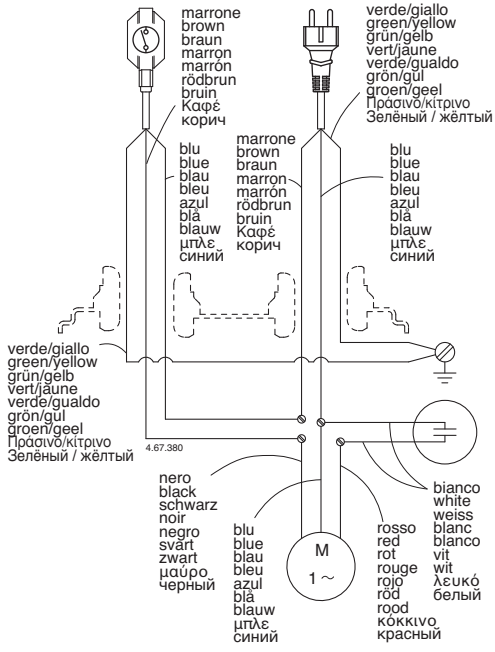 marrone
brown
braun
marron
marrón
rödbrun
bruin
Καφέ
корич
verde/giallo
green/yellow
grün/gelb
vert/jaune
verde/gualdo
grön/gul
groen/geel
Πράσινο/κίτρινο
Зелёный / жёлтый
blu
blue
blau
bleu
azul
blå
blauw
μπλε
синий
marrone
brown
braun
marron
marrón
rödbrun
bruin
Καφέ
корич
blu
blue
blau
bleu
azul
blå
blauw
μπλε
синий
verde/giallo
green/yellow
grün/gelb
vert/jaune
verde/gualdo
grön/gul
groen/geel
Πράσινο/κίτρινο
Зелёный / жёлтый
4.67.380
nero
black
schwarz
noir
negro
svart
zwart
μαύρο
черный
blu
blue
blau
bleu
azul
blå
blauw
μπλε
синий
M
1 ~
rosso
red
rot
rouge
rojo
röd
rood
κόκκινο
красный
bianco
white
weiss
blanc
blanco
vit
wit
λευκό
белый